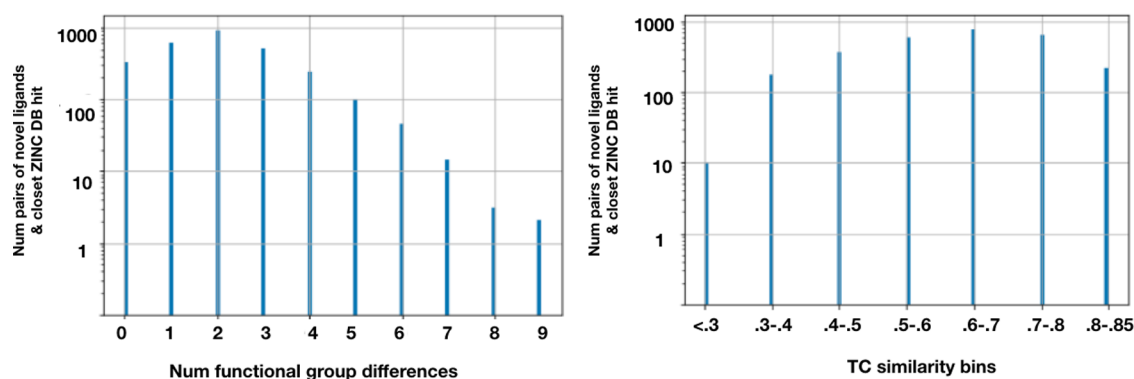 Num pairs of novel ligands
& closet ZINC DB hit
1000
100
10
1
0 1 2 3 4 5 6 7 8 9
Num functional group differences
Num pairs of novel ligands
& closet ZINC DB hit
1000
100
10
1
<.3 .3-.4 .4-.5 .5-.6 .6-.7 .7-.8 .8-.85
TC similarity bins